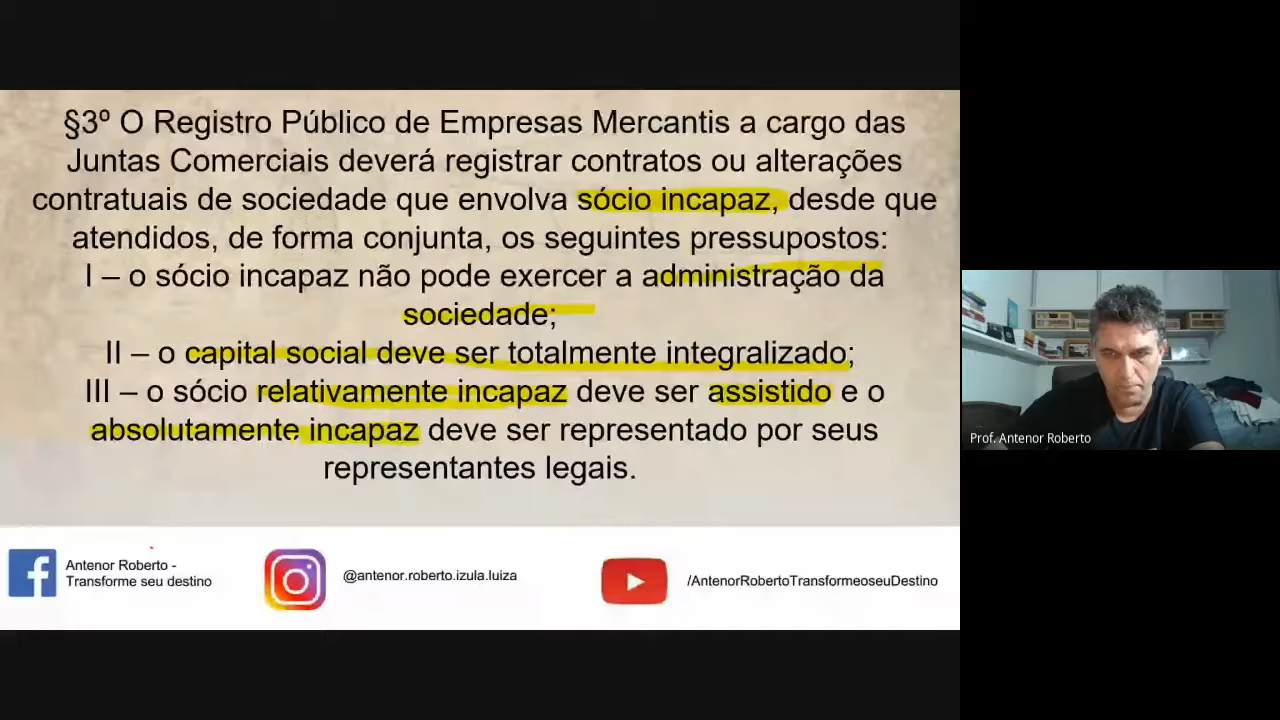 §3º O Registro Público de Empresas Mercantis a cargo das
Juntas Comerciais deverá registrar contratos ou alterações
contratuais de sociedade que envolva sócio incapaz, desde que
atendidos, de forma conjunta, os seguintes pressupostos:
I – o sócio incapaz não pode exercer a administração da
sociedade;
II – o capital social deve ser totalmente integralizado;
III – o sócio relativamente incapaz deve ser assistido e o
absolutamente incapaz deve ser representado por seus
representantes legais.
Antenor Roberto -
Transforme seu destino
@antenor.roberto.izula.luiza
/AntenorRobertoTransformeoseuDestino
Prof. Antenor Roberto